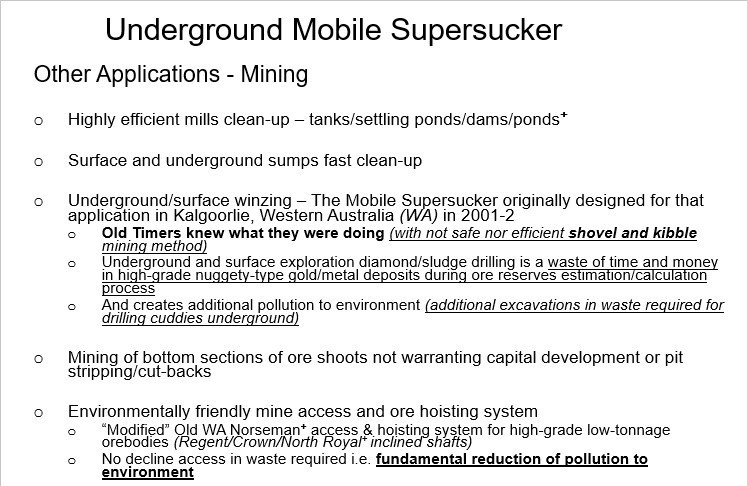 Underground Mobile Supersucker
Other Applications - Mining
o Highly efficient mills clean-up – tanks/settling ponds/dams/ponds+
o Surface and underground sumps fast clean-up
o Underground/surface winzing – The Mobile Supersucker originally designed for that
application in Kalgoorlie, Western Australia (WA) in 2001-2
o Old Timers knew what they were doing (with not safe nor efficient shovel and kibble
mining method)
o Underground and surface exploration diamond/sludge drilling is a waste of time and money
in high-grade nuggety-type gold/metal deposits during ore reserves estimation/calculation
process
o And creates additional pollution to environment (additional excavations in waste required for
drilling cuddies underground)
o Mining of bottom sections of ore shoots not warranting capital development or pit
stripping/cut-backs
o Environmentally friendly mine access and ore hoisting system
o “Modified” Old WA Norseman+ access & hoisting system for high-grade low-tonnage
orebodies (Regent/Crown/North Royal+ inclined shafts)
o No decline access in waste required i.e. fundamental reduction of pollution to
environment